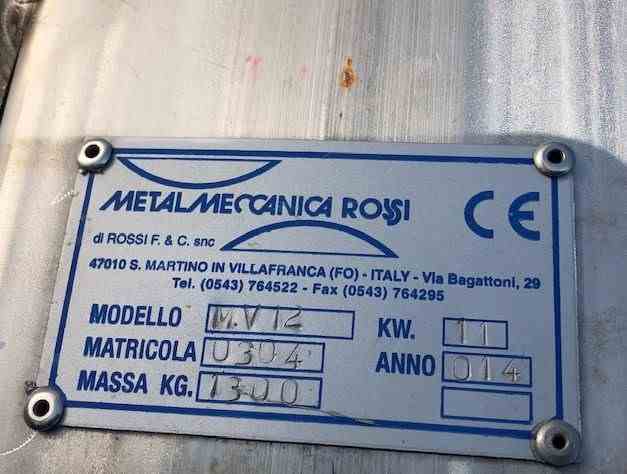 METALMECCANICA ROSSI
CE
di ROSSI F. & C. snc
47010 S. MARTINO IN VILLAFRANCA (FO) - ITALY - Via Bagattoni, 29
Tel. (0543) 764522 - Fax (0543) 764295
MODELLO M.V12 KW. 11
MATRICOLA 0304 ANNO 014
MASSA KG. 1300